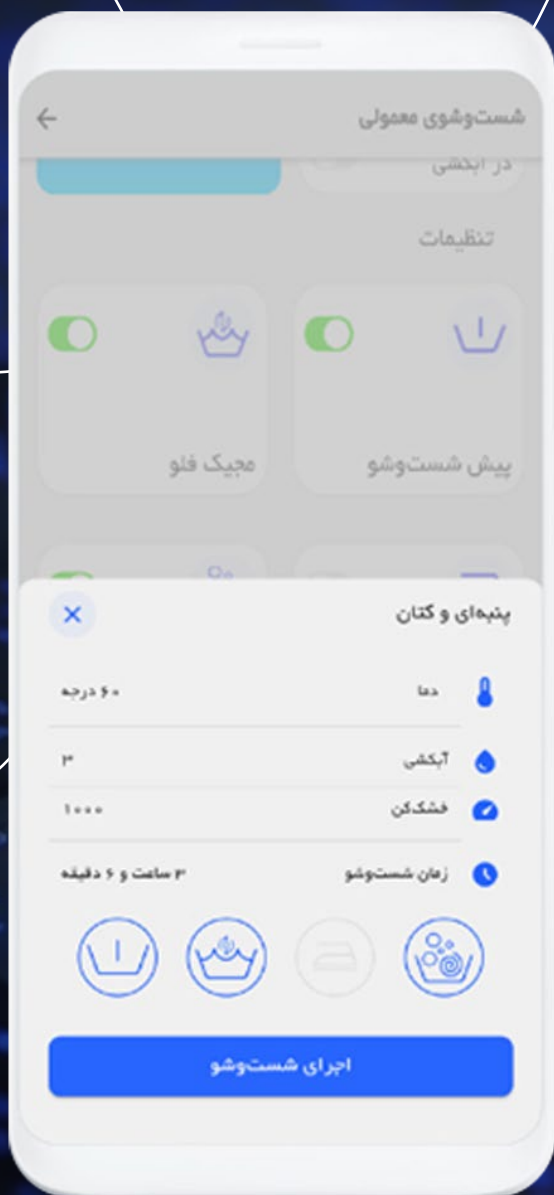 شست‌وشوی معمولی
در آبکشی
تنظیمات
پیش شست‌وشو
مجیک فلو
پنبه‌ای و کتان
دما ۶۰ درجه
آبکشی ۳
خشک‌کن ۱۰۰۰
زمان شست‌وشو ۳ ساعت و ۶ دقیقه
اجرای شست‌وشو